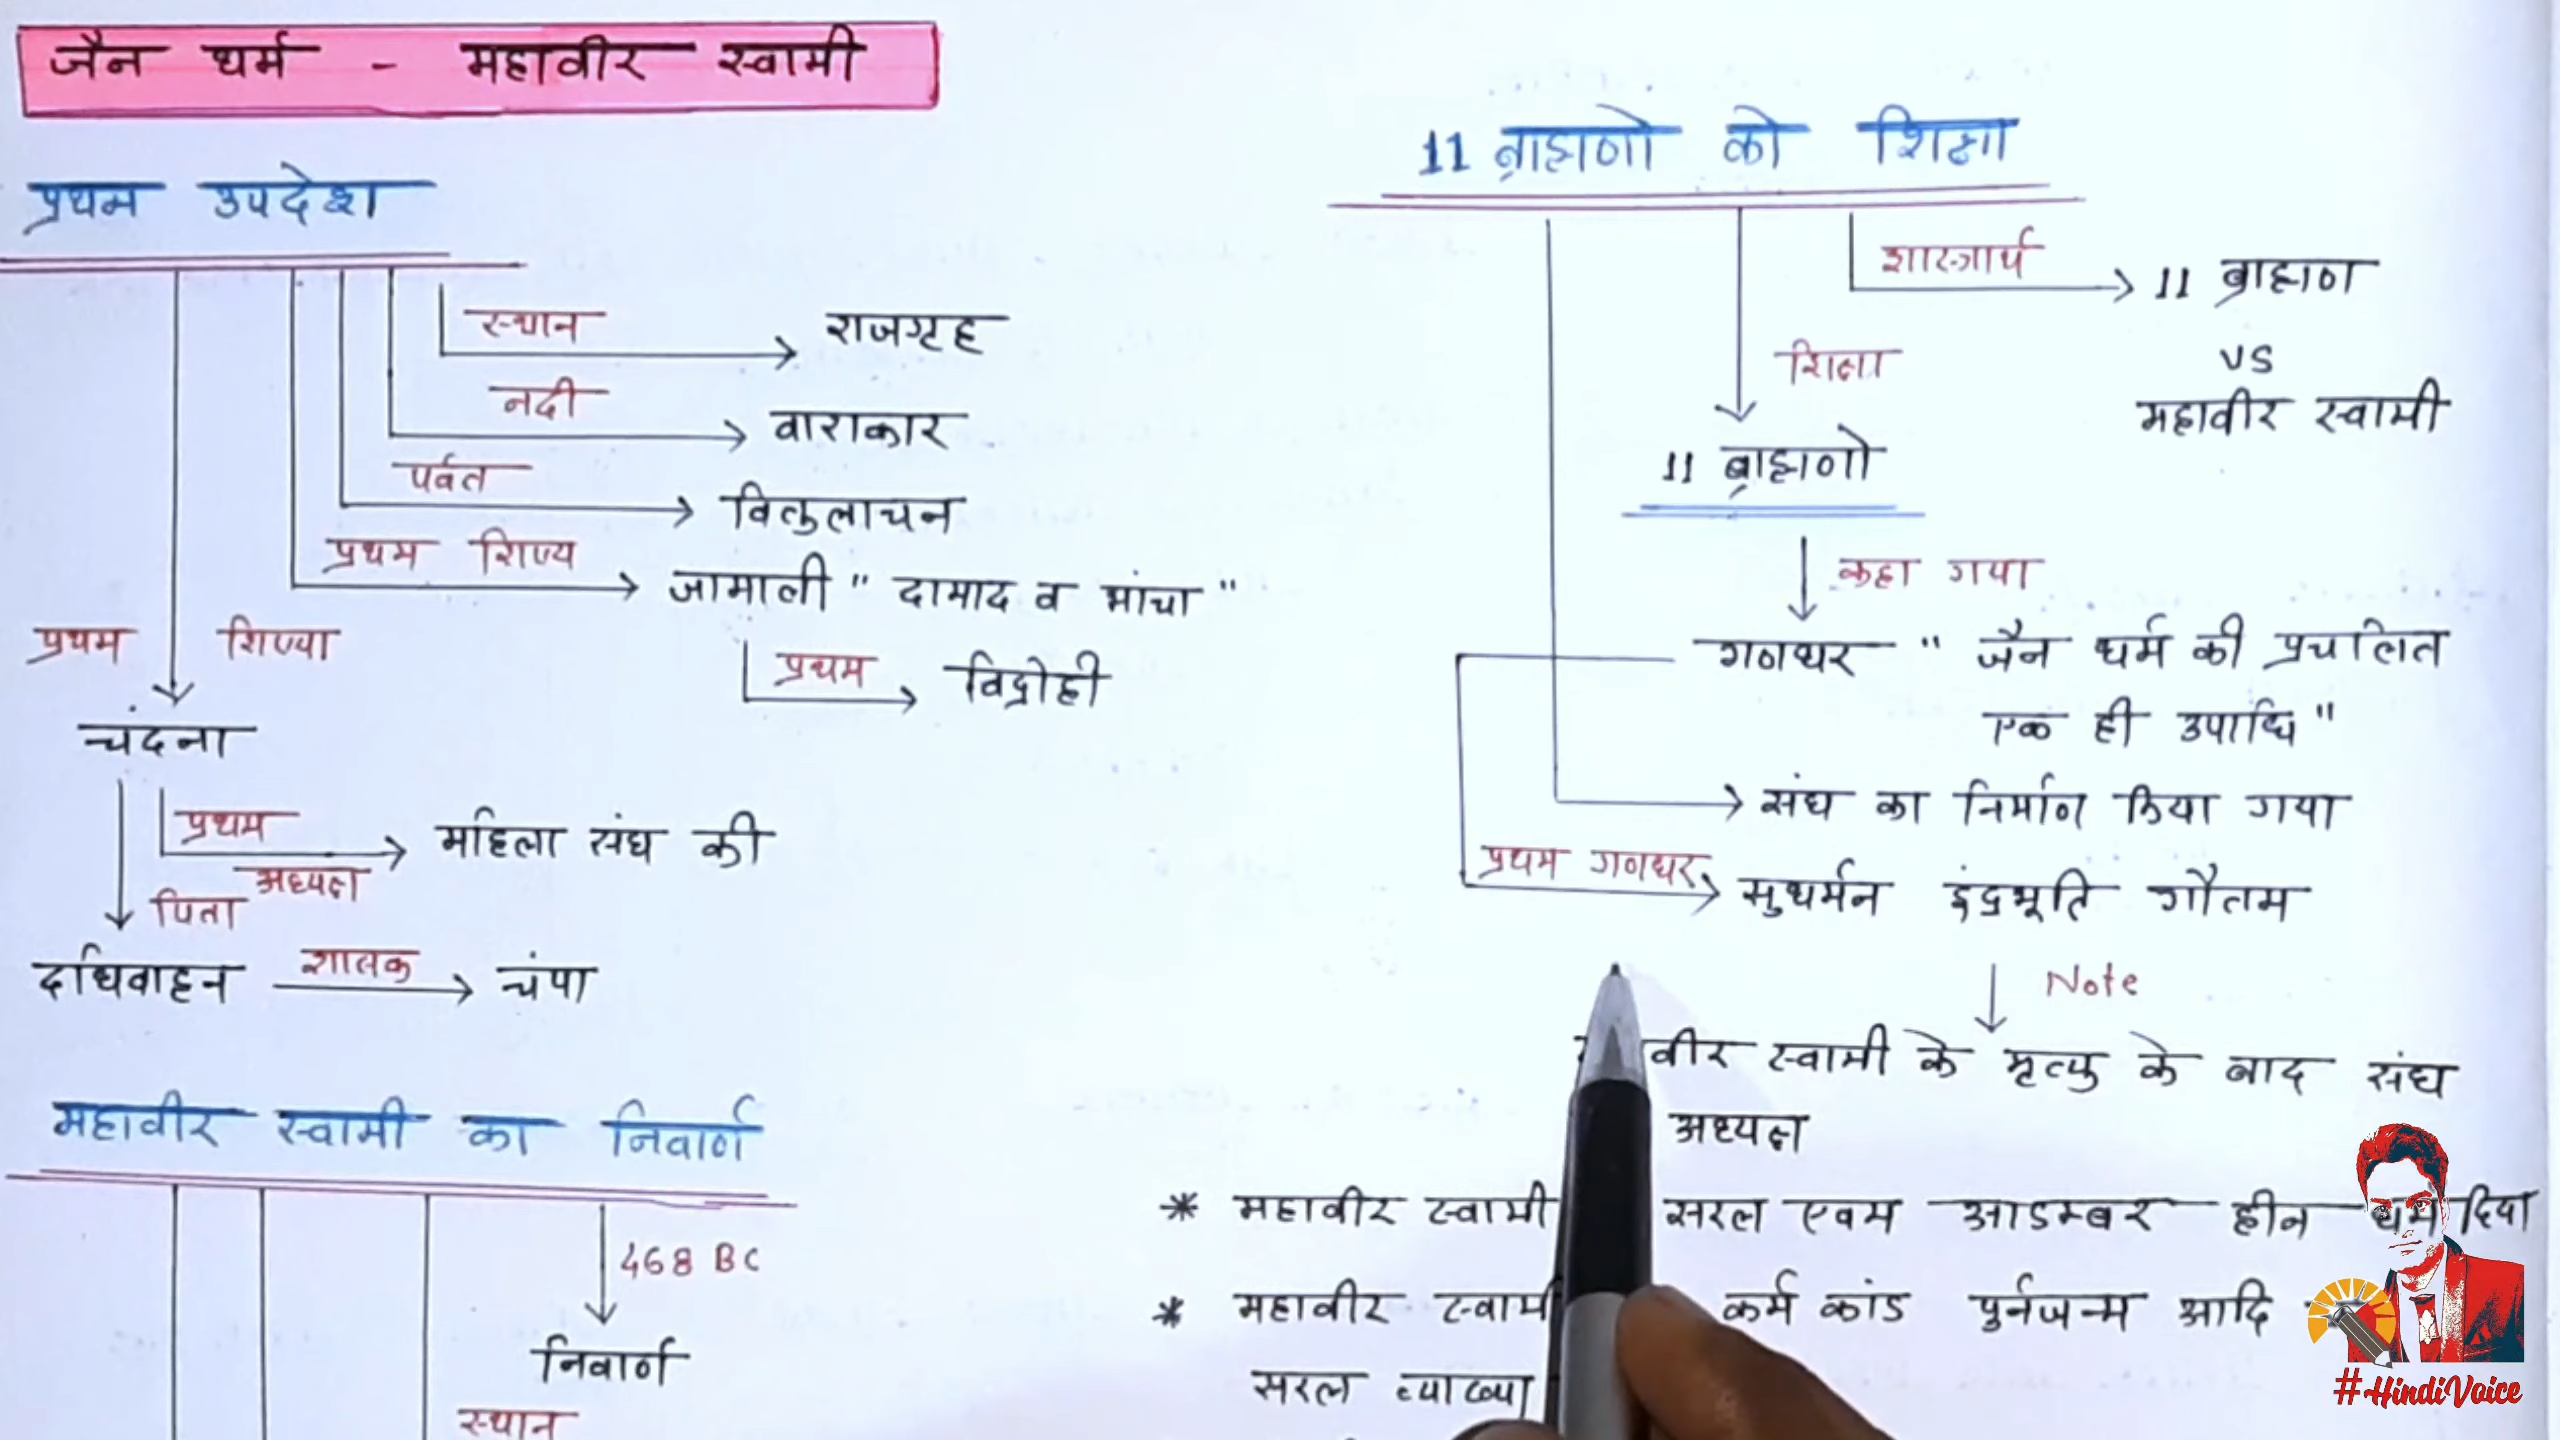 जैन धर्म - महावीर स्वामी
प्रथम उपदेश
स्थान
राजगृह
नदी
वाराकार
पर्वत
वितुलाचन
प्रथम शिष्य
जामाली " दामाद व भांचा "
प्रथम
विद्रोही
प्रथम शिष्या
चंदना
प्रथम
अध्यक्ष
महिला संघ की
पिता
दधिवाहन
शासक
चंपा
महावीर स्वामी का निवार्ण
468 BC
निवार्ण
स्थान
11 ब्राह्मणो को शिक्षा
शास्त्रार्थ
11 ब्राह्मण
VS
महावीर स्वामी
शिक्षा
11 ब्राह्मणो
कहा गया
गणधर " जैन धर्म की प्रचालित
एक ही उपाधि "
संघ का निर्माण किया गया
प्रथम गणधर
सुधर्मन इंद्रभूति गौतम
Note
वीर स्वामी के मृत्यु के बाद संघ
अध्यक्ष
* महावीर स्वामी सरल एवम आडम्बर हीन धर्म दिया
* महावीर स्वामी कर्म कांड पुर्नजन्म आदि
सरल व्याख्या
#HindiVoice